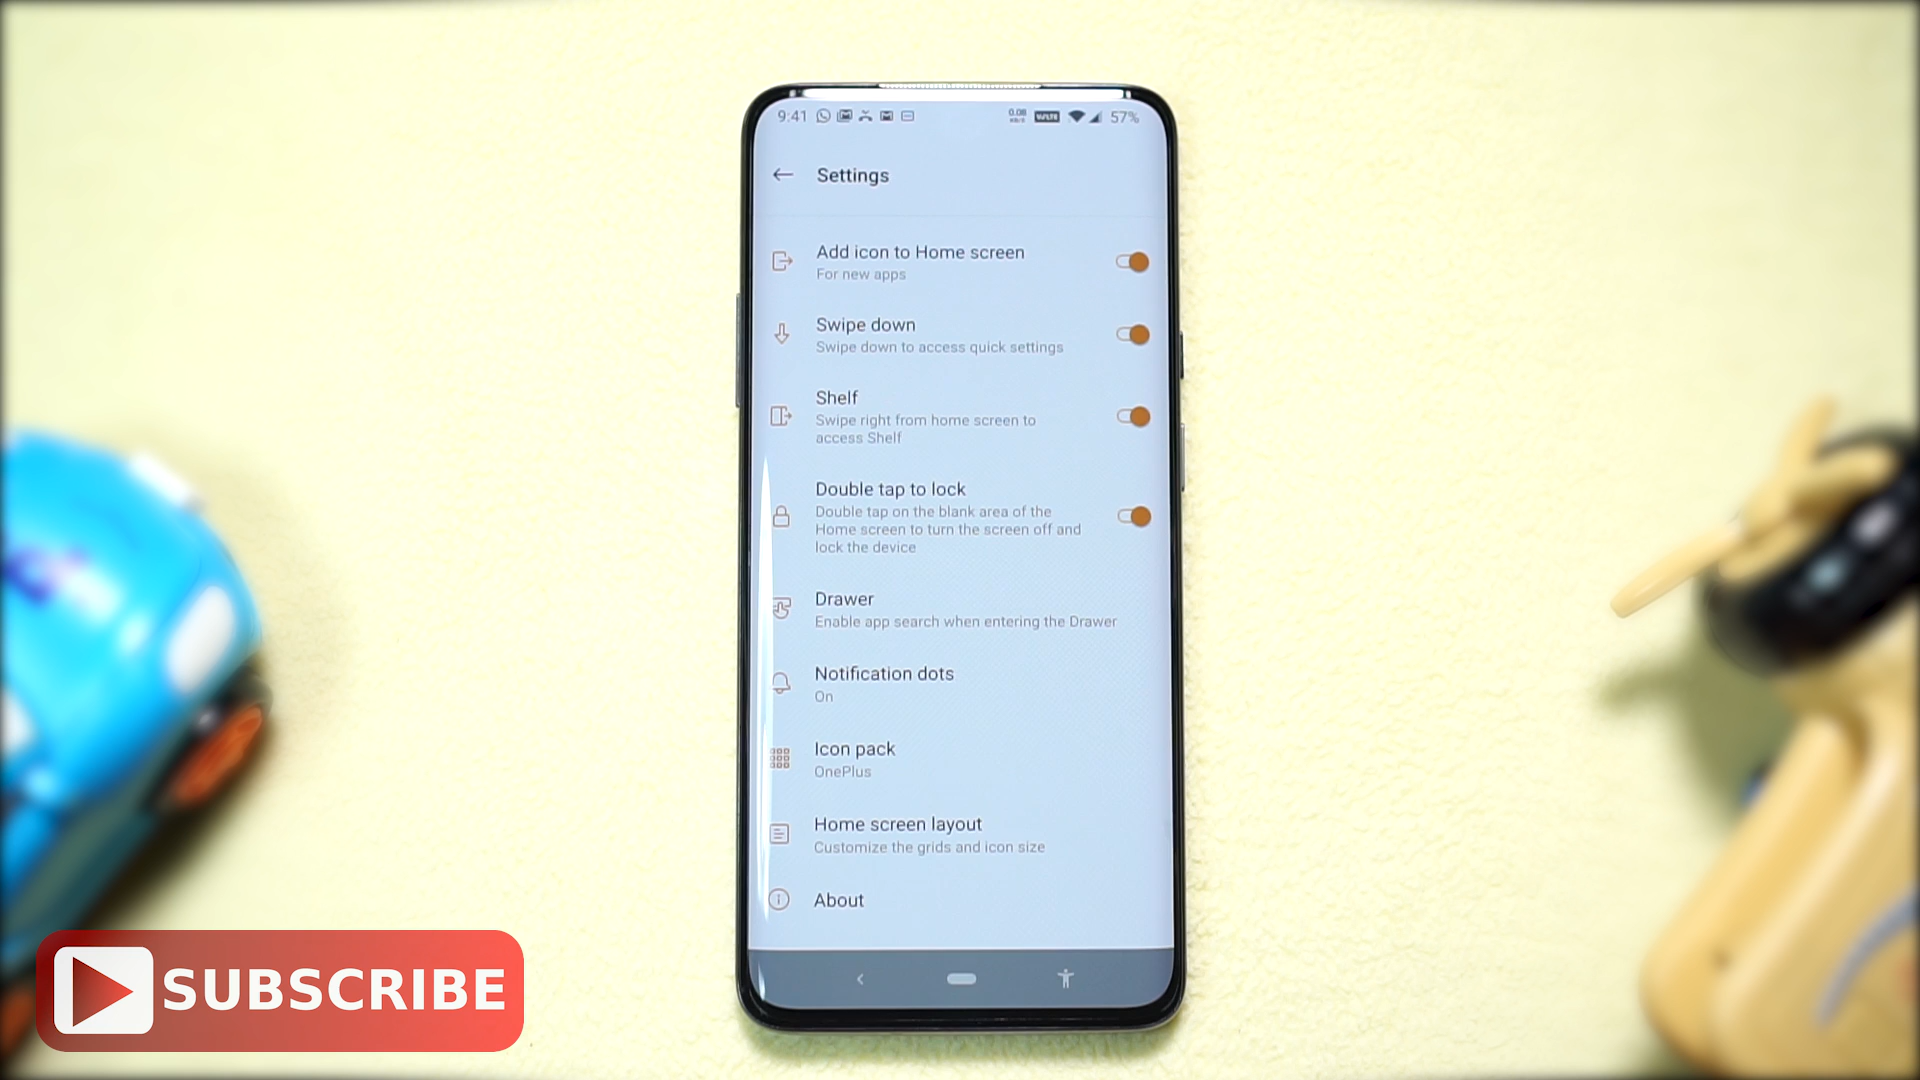 9:41
0.08
57%
Settings
Add icon to Home screen
For new apps
Swipe down
Swipe down to access quick settings
Shelf
Swipe right from home screen to
access Shelf
Double tap to lock
Double tap on the blank area of the
Home screen to turn the screen off and
lock the device
Drawer
Enable app search when entering the Drawer
Notification dots
On
Icon pack
OnePlus
Home screen layout
Customize the grids and icon size
About
SUBSCRIBE